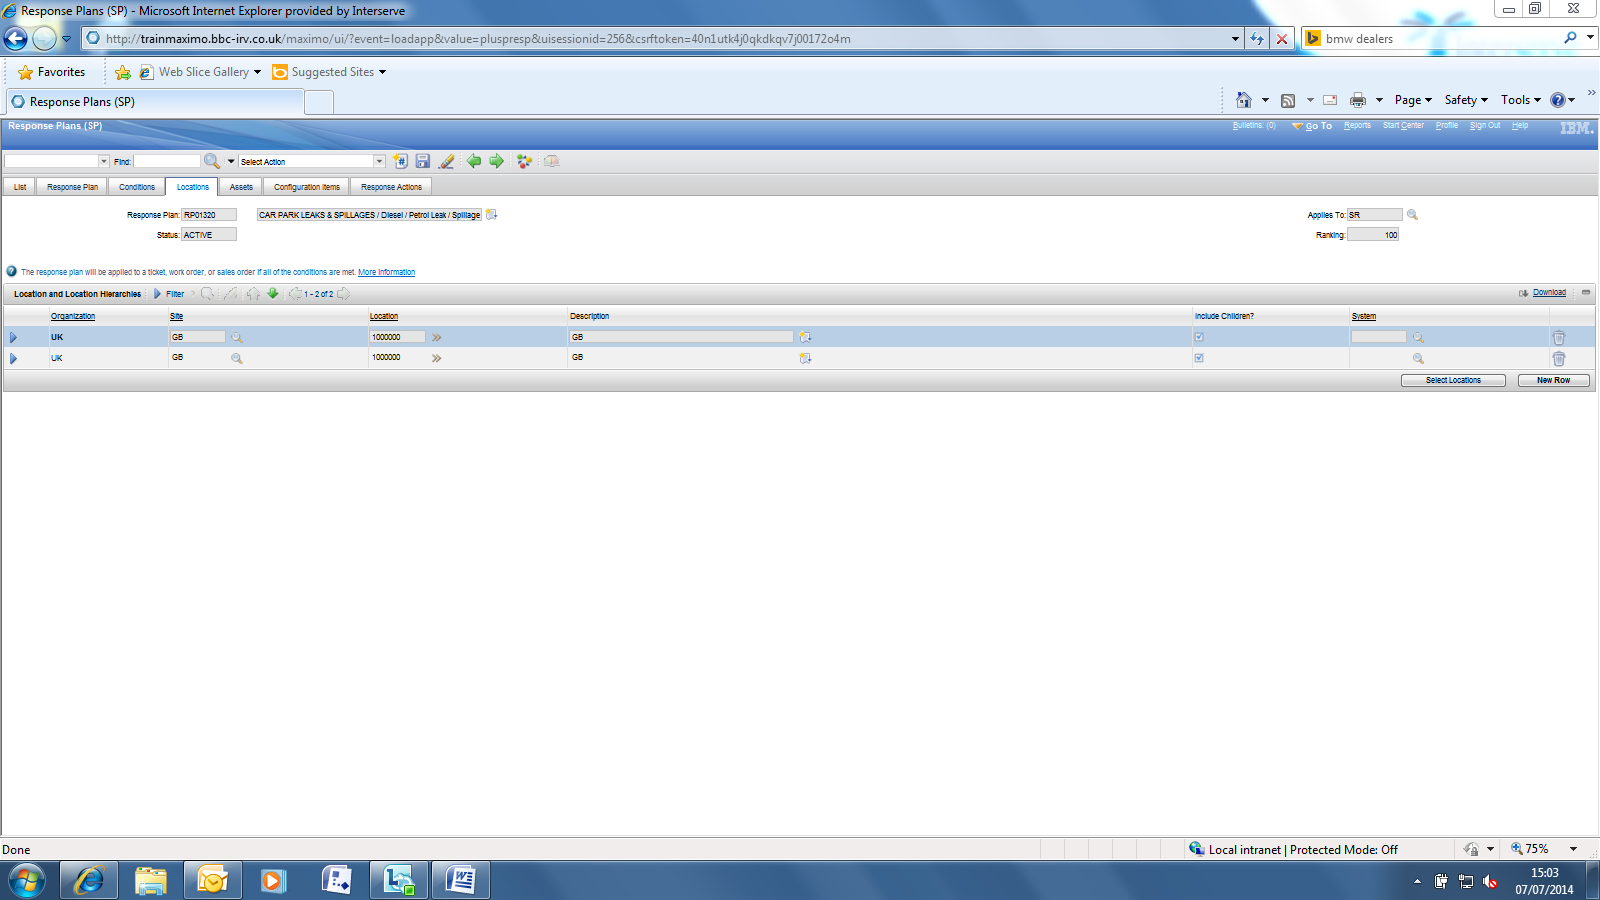 Response Plans (SP) - Microsoft Internet Explorer provided by Interserve
http://trainmaximo.bbc-irv.co.uk/maximo/ui/?event=loadapp&value=pluspresp&uisessionid=256&csrftoken=40n1utk4j0qkdkqv7j00172o4m
bmw dealers
Favorites Web Slice Gallery Suggested Sites
Response Plans (SP)
Page Safety Tools
Response Plans (SP) Bulletins: (0) Go To Reports Start Center Profile Sign Out Help IBM.
Find: Select Action
List Response Plan Conditions Locations Assets Configuration Items Response Actions
Response Plan: RP01320 CAR PARK LEAKS & SPILLAGES / Diesel / Petrol Leak / Spillage Applies To: SR
Status: ACTIVE Ranking: 100
The response plan will be applied to a ticket, work order, or sales order if all of the conditions are met. More Information
Location and Location Hierarchies Filter 1 - 2 of 2 Download
Organization Site Location Description Include Children? System
UK GB 1000000 GB
UK GB 1000000 GB
Select Locations New Row
Done Local intranet | Protected Mode: Off 75%
15:03
07/07/2014